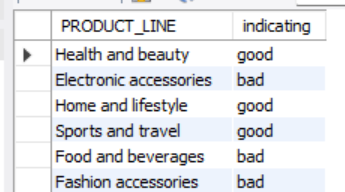 PRODUCT_LINE indicating
Health and beauty good
Electronic accessories bad
Home and lifestyle good
Sports and travel good
Food and beverages bad
Fashion accessories bad